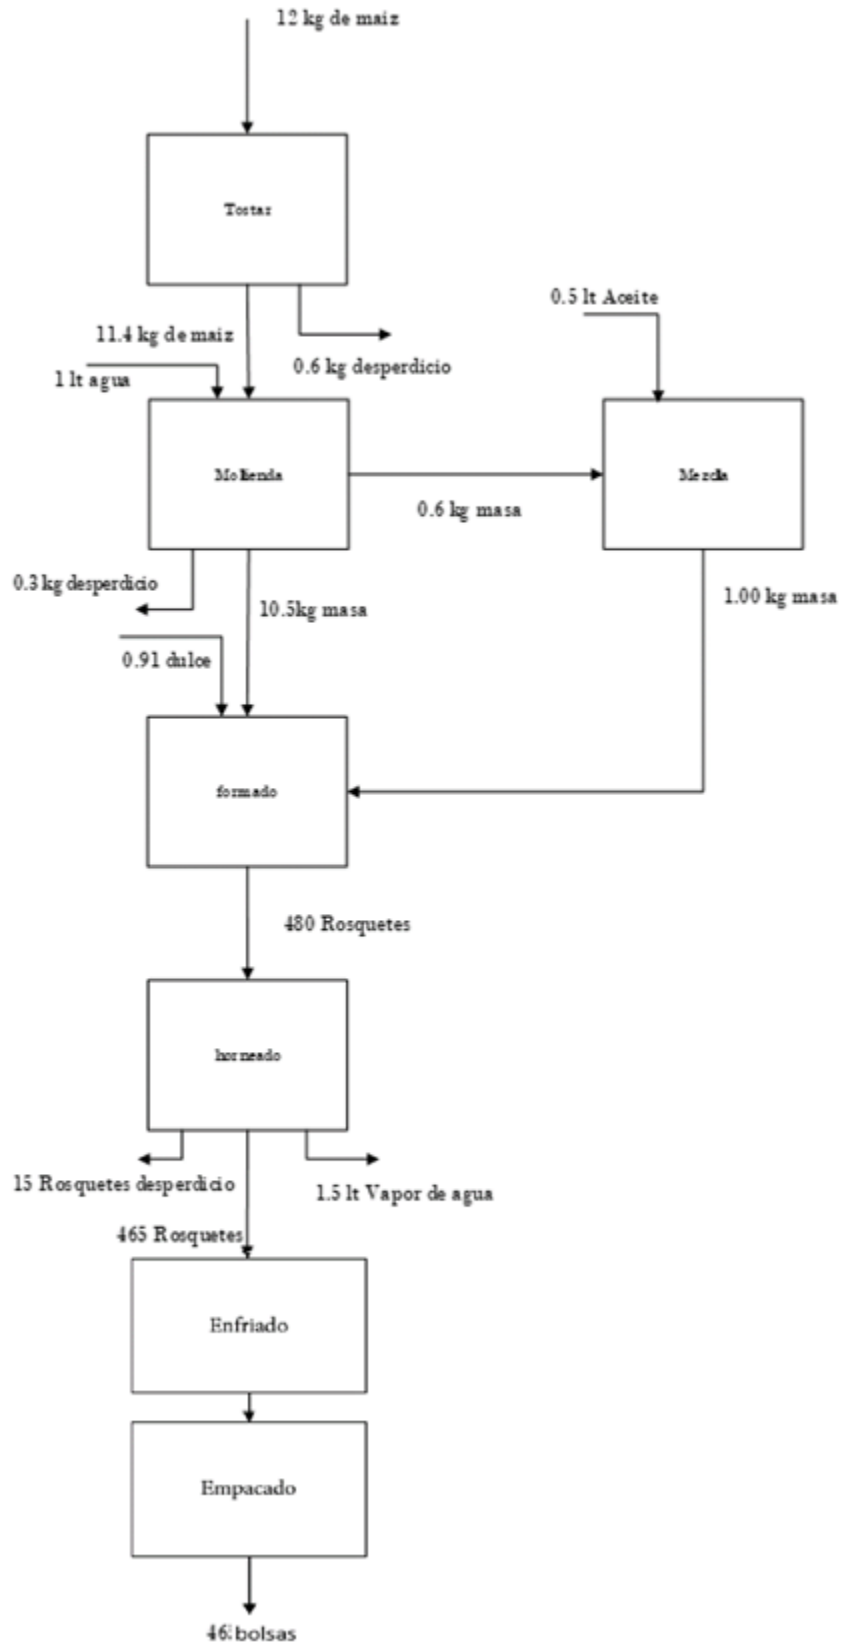 12 kg de maiz
Tostar
0.5 lt Aceite
11.4 kg de maiz
0.6 kg desperdicio
1 lt agua
Molienda
Mezcla
0.6 kg masa
0.3 kg desperdicio
1.00 kg masa
10.5kg masa
0.91 dulce
formado
480 Rosquetes
horneado
15 Rosquetes desperdicio
1.5 lt Vapor de agua
465 Rosquetes
Enfriado
Empacado
bolsas